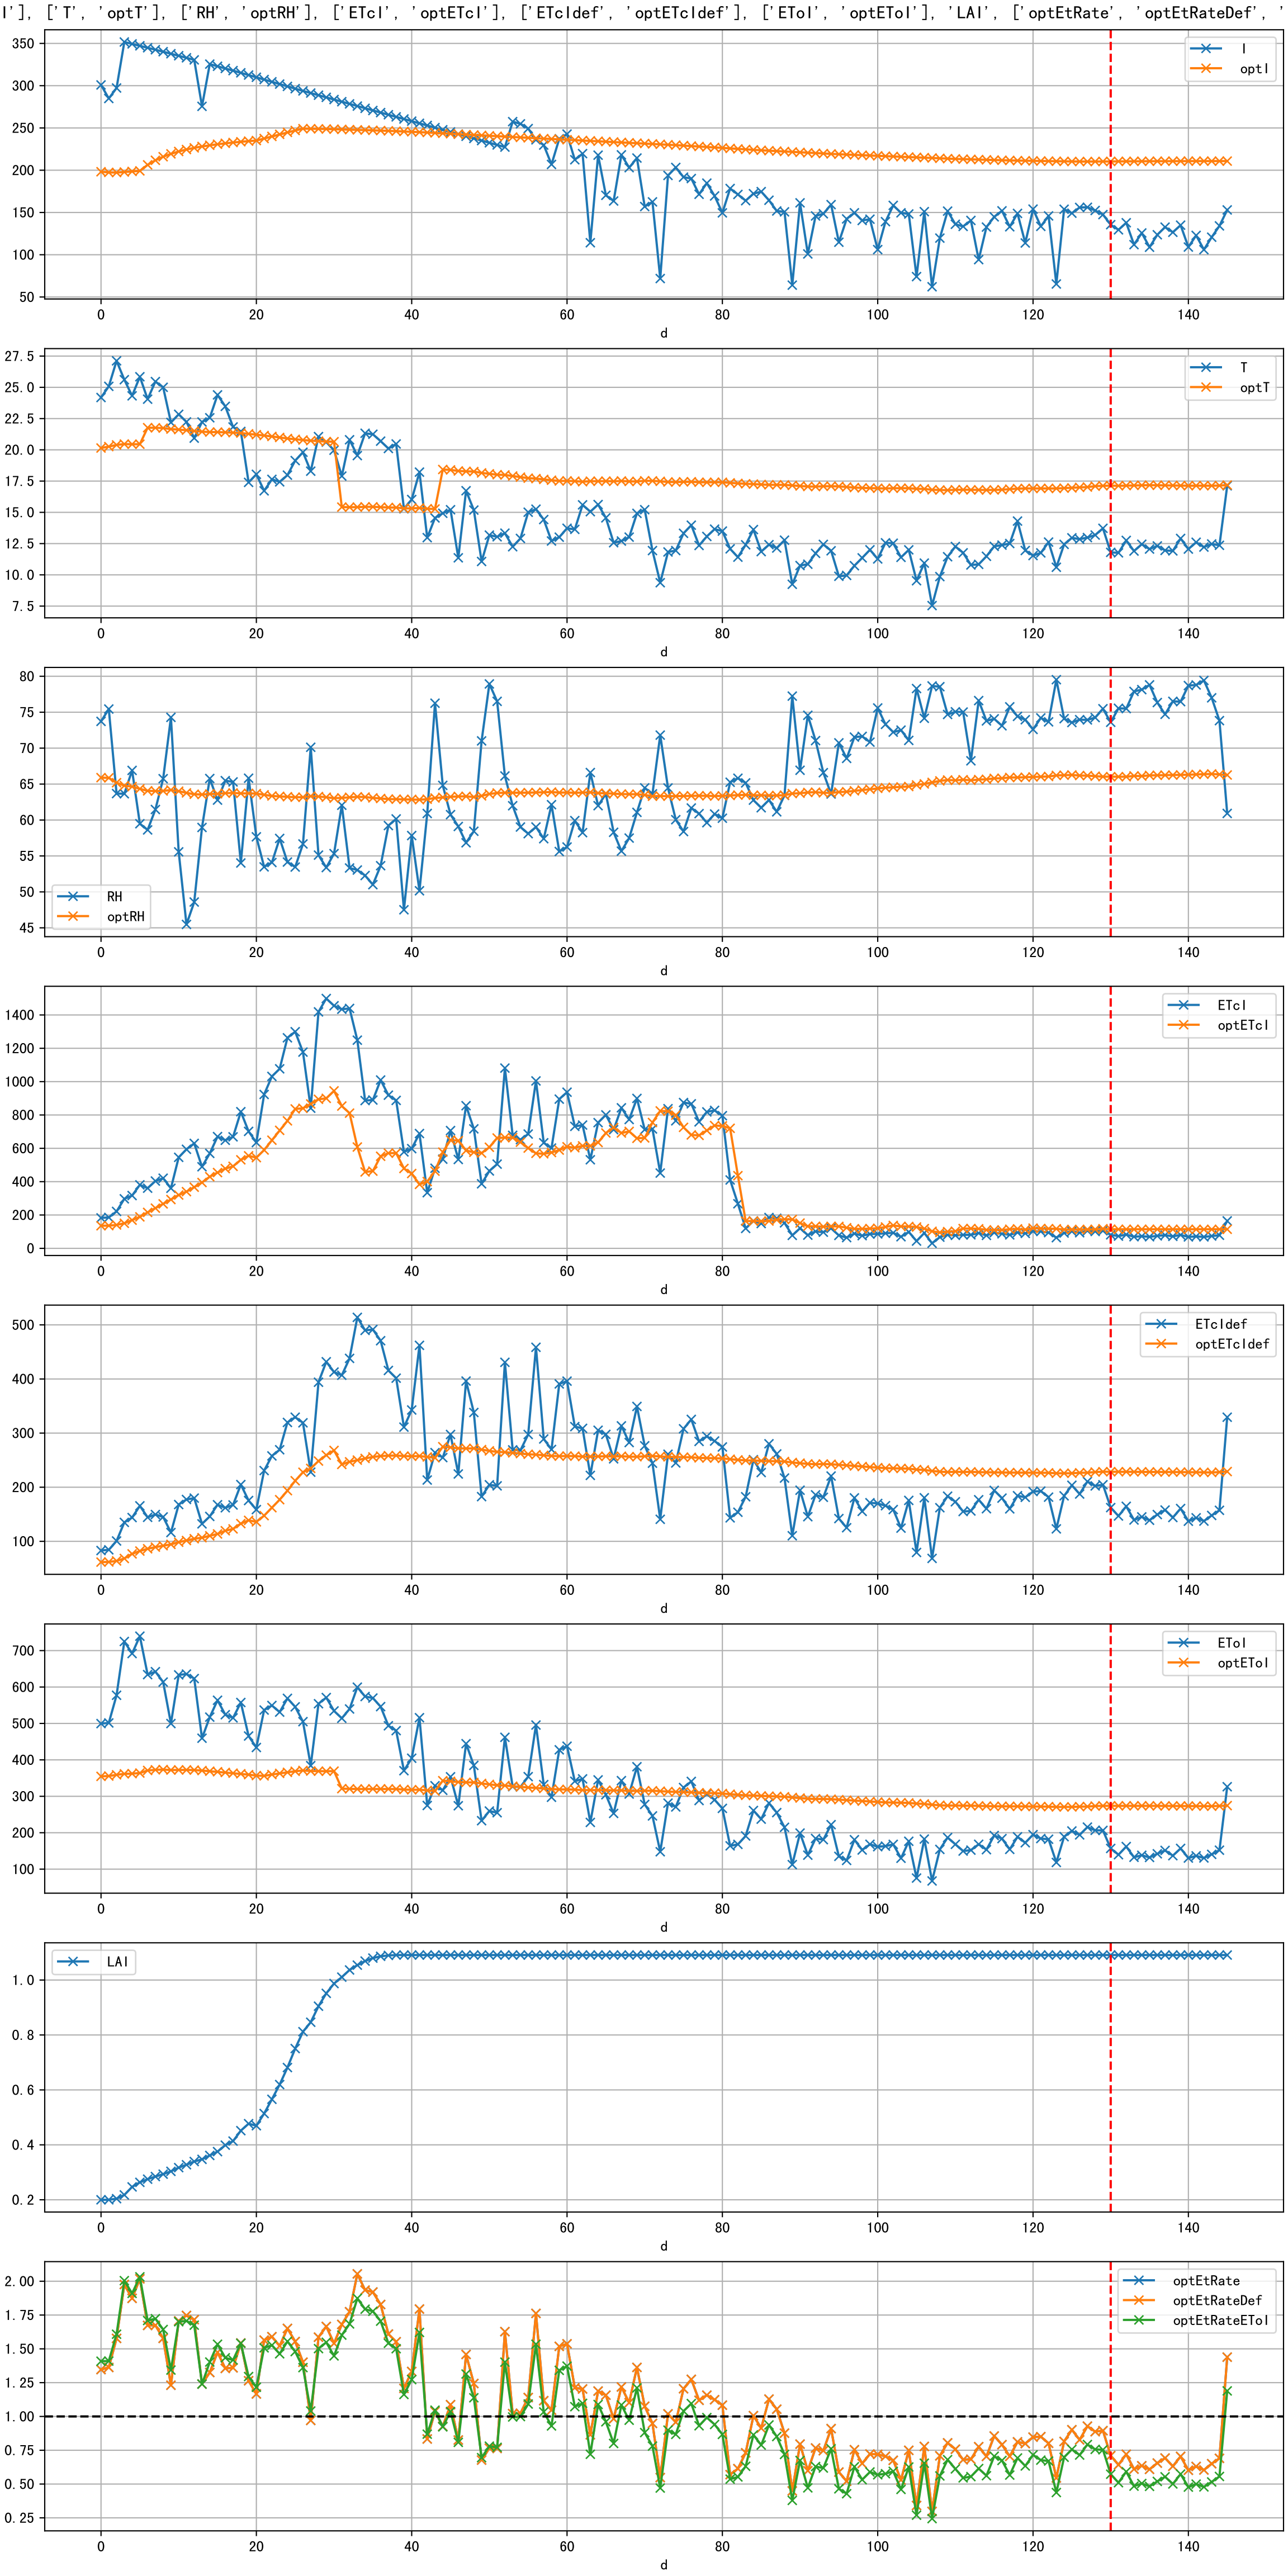 I'], ['T', 'optT'], ['RH', 'optRH'], ['ETcI', 'optETcI'], ['ETcIdef', 'optETcIdef'], ['EToI', 'optEToI'], 'LAI', ['optEtRate', 'optEtRateDef', '
350
300
250
200
150
100
50
I
optI
0 20 40 60 80 100 120 140
d
27.5
25.0
22.5
20.0
17.5
15.0
12.5
10.0
7.5
T
optT
0 20 40 60 80 100 120 140
d
80
75
70
65
60
55
50
45
RH
optRH
0 20 40 60 80 100 120 140
d
1400
1200
1000
800
600
400
200
0
ETcI
optETcI
0 20 40 60 80 100 120 140
d
500
400
300
200
100
ETcIdef
optETcIdef
0 20 40 60 80 100 120 140
d
700
600
500
400
300
200
100
EToI
optEToI
0 20 40 60 80 100 120 140
d
1.0
0.8
0.6
0.4
0.2
LAI
0 20 40 60 80 100 120 140
d
2.00
1.75
1.50
1.25
1.00
0.75
0.50
0.25
optEtRate
optEtRateDef
optEtRateEToI
0 20 40 60 80 100 120 140
d